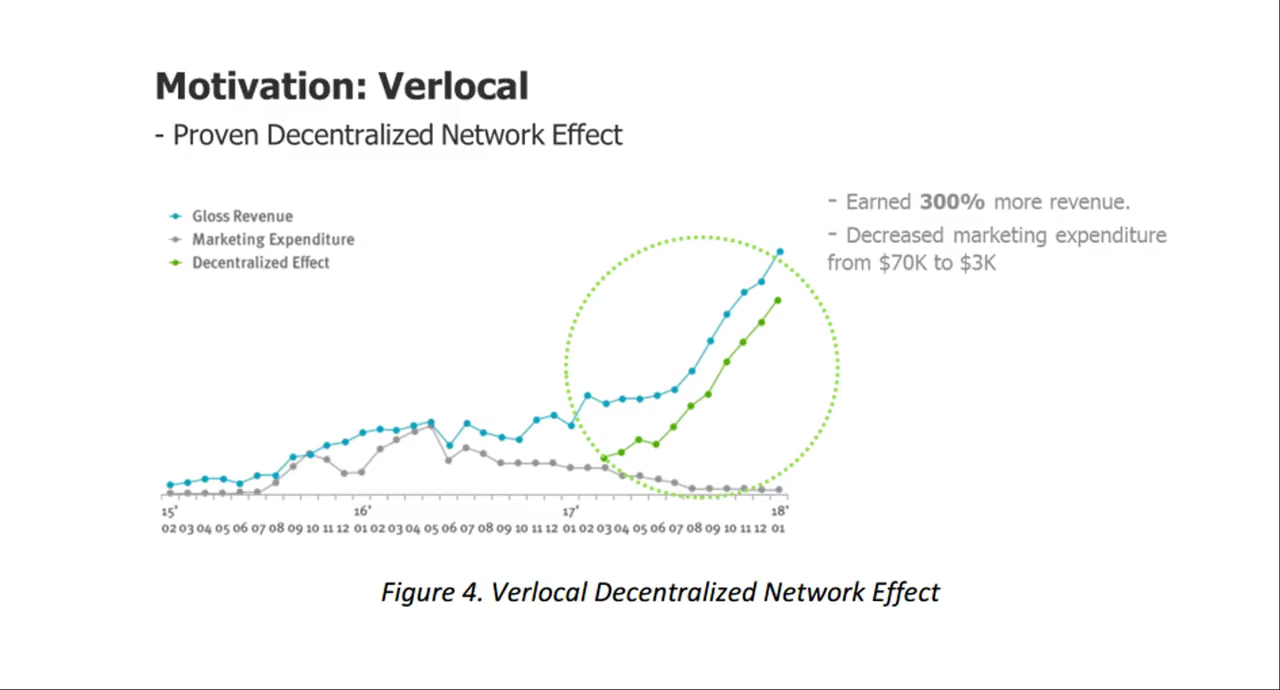 Motivation: Verlocal
- Proven Decentralized Network Effect
Gloss Revenue
Marketing Expenditure
Decentralized Effect
- Earned 300% more revenue.
- Decreased marketing expenditure
from $70K to $3K
15' 16' 17' 18'
02 03 04 05 06 07 08 09 10 11 12 01 02 03 04 05 06 07 08 09 10 11 12 01 02 03 04 05 06 07 08 09 10 11 12 01
Figure 4. Verlocal Decentralized Network Effect